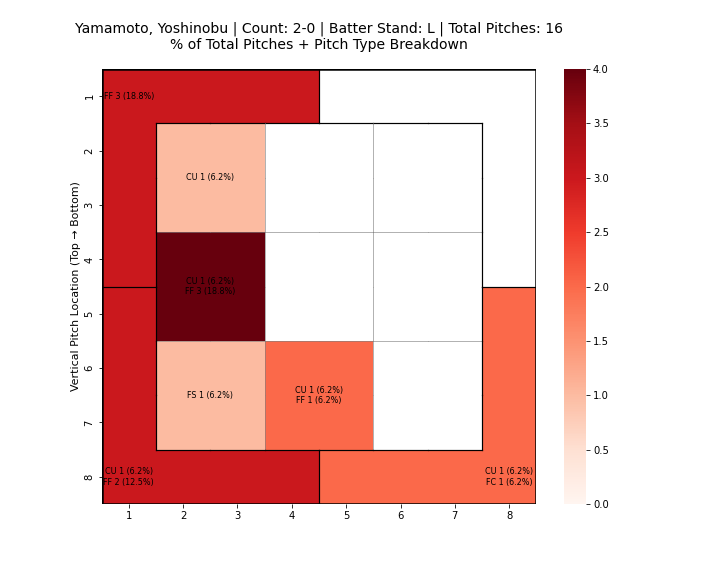 Yamamoto, Yoshinobu | Count: 2-0 | Batter Stand: L | Total Pitches: 16
% of Total Pitches + Pitch Type Breakdown
Vertical Pitch Location (Top → Bottom)
1
2
3
4
5
6
7
8
FF 3 (18.8%)
CU 1 (6.2%)
CU 1 (6.2%)
FF 3 (18.8%)
FS 1 (6.2%)
CU 1 (6.2%)
FF 1 (6.2%)
CU 1 (6.2%)
FF 2 (12.5%)
CU 1 (6.2%)
FC 1 (6.2%)
1
2
3
4
5
6
7
8
4.0
3.5
3.0
2.5
2.0
1.5
1.0
0.5
0.0